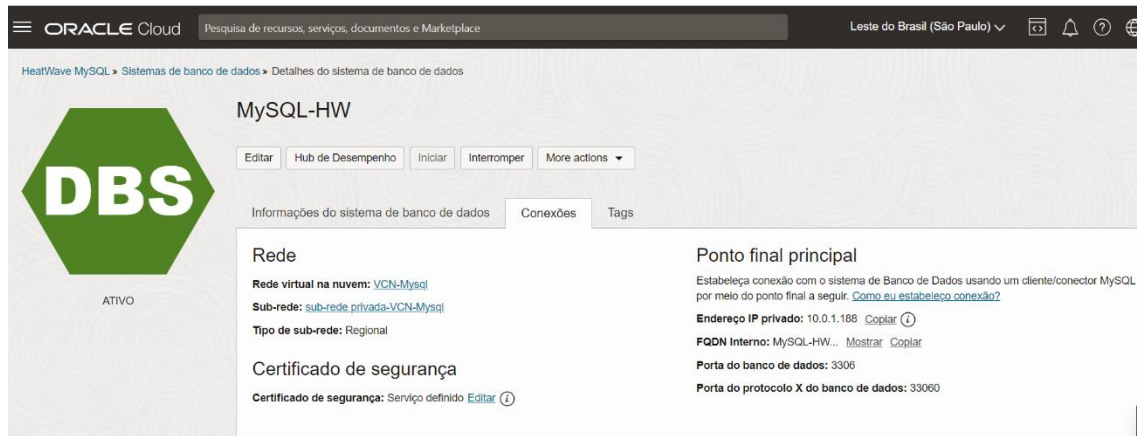 ORACLE Cloud
Pesquisa de recursos, serviços, documentos e Marketplace
Leste do Brasil (São Paulo)
HeatWave MySQL » Sistemas de banco de dados » Detalhes do sistema de banco de dados
DBS
ATIVO
MySQL-HW
Editar Hub de Desempenho Iniciar Interromper More actions
Informações do sistema de banco de dados Conexões Tags
Rede
Rede virtual na nuvem: VCN-Mysql
Sub-rede: sub-rede privada-VCN-Mysql
Tipo de sub-rede: Regional
Certificado de segurança
Certificado de segurança: Serviço definido Editar
Ponto final principal
Estabeleça conexão com o sistema de Banco de Dados usando um cliente/conector MySQL
por meio do ponto final a seguir. Como eu estabeleço conexão?
Endereço IP privado: 10.0.1.188 Copiar
FQDN Interno: MySQL-HW... Mostrar Copiar
Porta do banco de dados: 3306
Porta do protocolo X do banco de dados: 33060